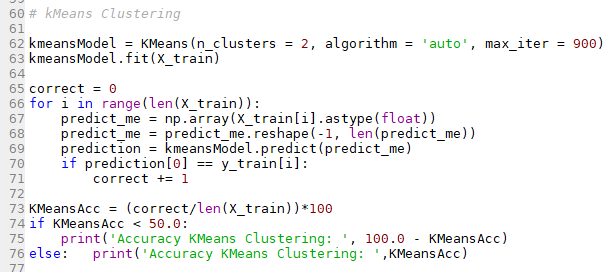 60 # kMeans Clustering
61
62 kmeansModel = KMeans(n_clusters = 2, algorithm = 'auto', max_iter = 900)
63 kmeansModel.fit(X_train)
64
65 correct = 0
66 for i in range(len(X_train)):
67     predict_me = np.array(X_train[i].astype(float))
68     predict_me = predict_me.reshape(-1, len(predict_me))
69     prediction = kmeansModel.predict(predict_me)
70     if prediction[0] == y_train[i]:
71         correct += 1
72
73 KMeansAcc = (correct/len(X_train))*100
74 if KMeansAcc < 50.0:
75     print('Accuracy KMeans Clustering: ', 100.0 - KMeansAcc)
76 else:   print('Accuracy KMeans Clustering: ',KMeansAcc)
77